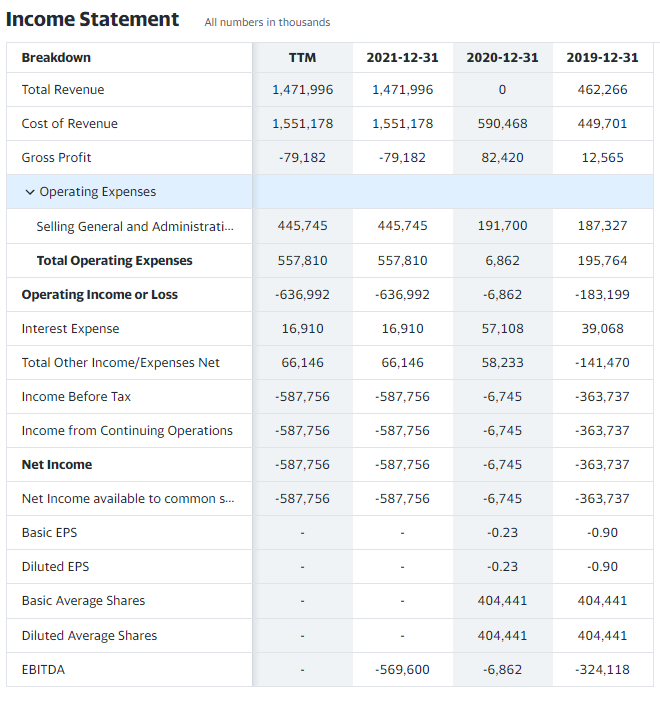 Income Statement All numbers in thousands
Breakdown TTM 2021-12-31 2020-12-31 2019-12-31
Total Revenue 1,471,996 1,471,996 0 462,266
Cost of Revenue 1,551,178 1,551,178 590,468 449,701
Gross Profit -79,182 -79,182 82,420 12,565
Operating Expenses
Selling General and Administrati... 445,745 445,745 191,700 187,327
Total Operating Expenses 557,810 557,810 6,862 195,764
Operating Income or Loss -636,992 -636,992 -6,862 -183,199
Interest Expense 16,910 16,910 57,108 39,068
Total Other Income/Expenses Net 66,146 66,146 58,233 -141,470
Income Before Tax -587,756 -587,756 -6,745 -363,737
Income from Continuing Operations -587,756 -587,756 -6,745 -363,737
Net Income -587,756 -587,756 -6,745 -363,737
Net Income available to common s... -587,756 -587,756 -6,745 -363,737
Basic EPS - - -0.23 -0.90
Diluted EPS - - -0.23 -0.90
Basic Average Shares - - 404,441 404,441
Diluted Average Shares - - 404,441 404,441
EBITDA - -569,600 -6,862 -324,118